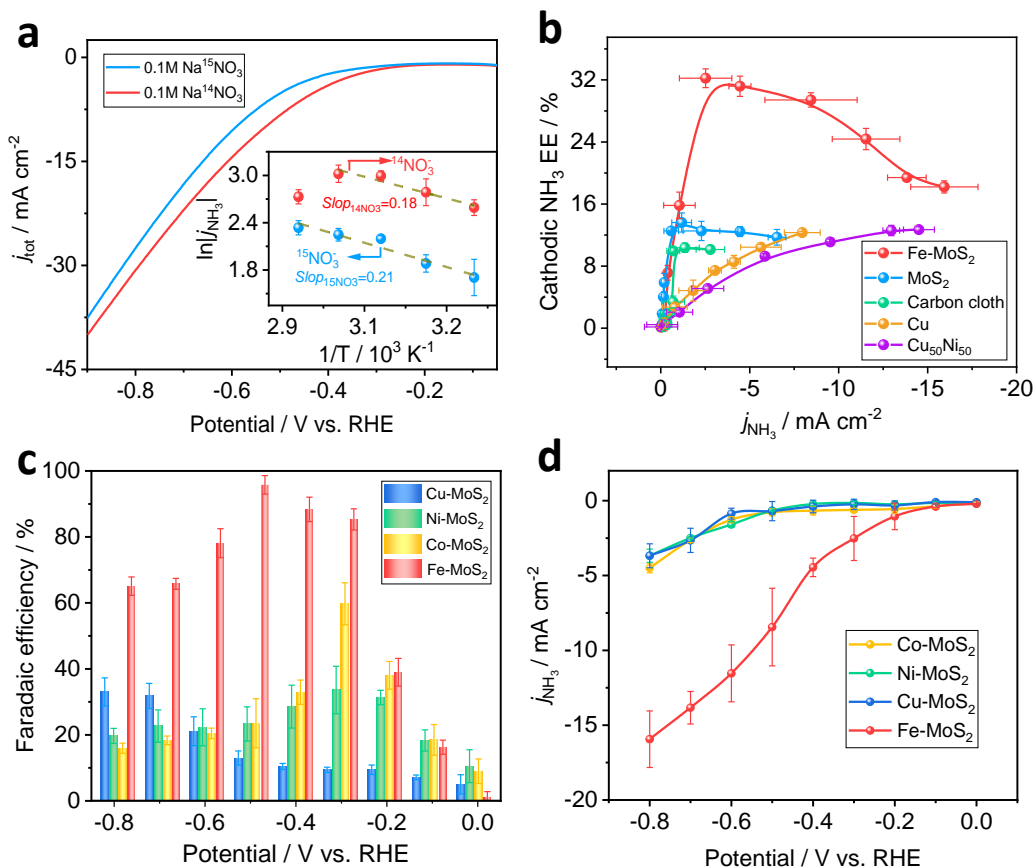 a
0.1M Na¹⁵NO₃
0.1M Na¹⁴NO₃
j_tot / mA cm⁻²
0
-15
-30
-45
-0.8
-0.6
-0.4
-0.2
Potential / V vs. RHE
ln|j_NH₃|
3.0
2.4
1.8
¹⁴NO₃⁻
Slop₁₄NO3=0.18
¹⁵NO₃⁻
Slop₁₅NO3=0.21
2.9
3.0
3.1
3.2
1/T / 10³ K⁻¹
b
Cathodic NH₃ EE / %
32
24
16
8
0
Fe-MoS₂
MoS₂
Carbon cloth
Cu
Cu₅₀Ni₅₀
0
-5
-10
-15
-20
j_NH₃ / mA cm⁻²
c
Faradaic efficiency / %
100
80
60
40
20
0
Cu-MoS₂
Ni-MoS₂
Co-MoS₂
Fe-MoS₂
-0.8
-0.6
-0.4
-0.2
0.0
Potential / V vs. RHE
d
j_NH₃ / mA cm⁻²
0
-5
-10
-15
-20
Co-MoS₂
Ni-MoS₂
Cu-MoS₂
Fe-MoS₂
-0.8
-0.6
-0.4
-0.2
0.0
Potential / V vs. RHE